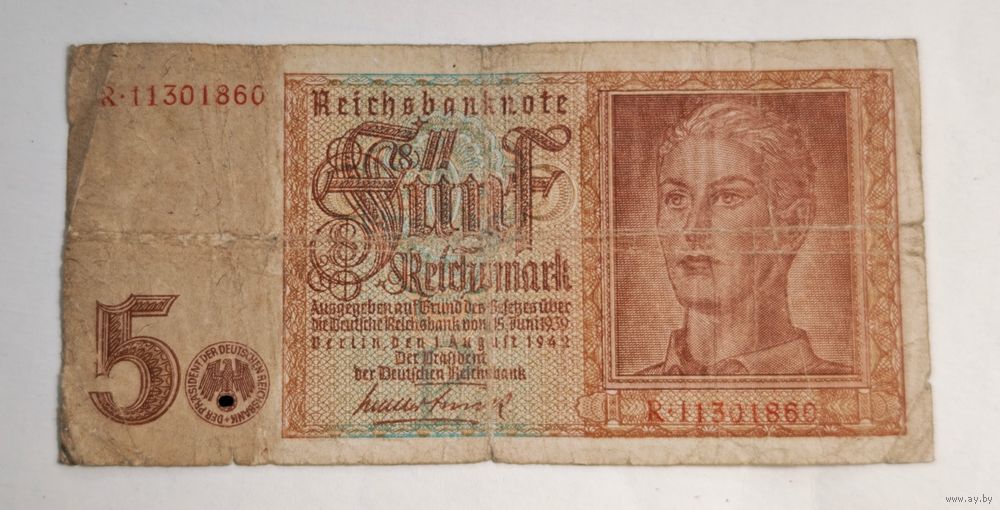 R·11301860
Reichsbanknote
Fünf
Reichsmark
Ausgegeben auf Grund des Gesetzes über
die Deutsche Reichsbank vom 15. Juni 1939
Berlin, den 1. August 1942
Der Präsident
der Deutschen Reichsbank
5
DER PRÄSIDENT DER DEUTSCHEN REICHSBANK
R·11301860
www.ay.by